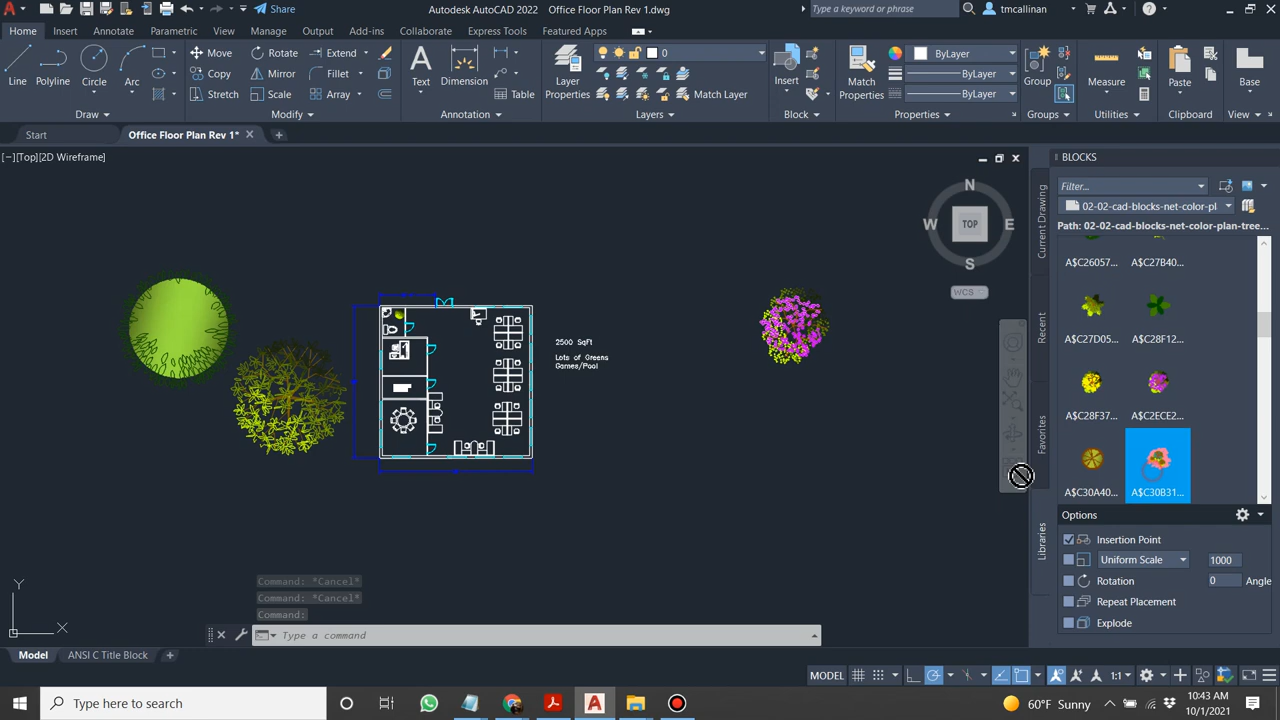 Share
Autodesk AutoCAD 2022 Office Floor Plan Rev 1.dwg
Type a keyword or phrase
tmcallinan
Home Insert Annotate Parametric View Manage Output Add-ins Collaborate Express Tools Featured Apps
Line
Polyline
Circle
Arc
Move
Rotate
Extend
Copy
Mirror
Fillet
Stretch
Scale
Array
Text
Dimension
Table
Layer
Properties
0
Match Layer
Insert
Match
Properties
ByLayer
ByLayer
ByLayer
Group
Measure
Paste
Base
Draw
Modify
Annotation
Layers
Block
Properties
Groups
Utilities
Clipboard
View
Start
Office Floor Plan Rev 1*
[−][Top][2D Wireframe]
N
W
TOP
E
S
WCS
2500 SqFt
Lots of Greens
Games/Pool
Y
X
Command: *Cancel*
Command: *Cancel*
Command:
Type a command
BLOCKS
Filter...
02-02-cad-blocks-net-color-pl
Path: 02-02-cad-blocks-net-color-plan-tree...
Current Drawing
Recent
Favorites
Libraries
A$C26057...
A$C27B40...
A$C27D05...
A$C28F12...
A$C28F37...
A$C2ECE2...
A$C30A40...
A$C30B31...
Options
Insertion Point
Uniform Scale
1000
Rotation
0
Angle
Repeat Placement
Explode
Model
ANSI C Title Block
MODEL
1:1
Type here to search
60°F Sunny
10:43 AM
10/1/2021